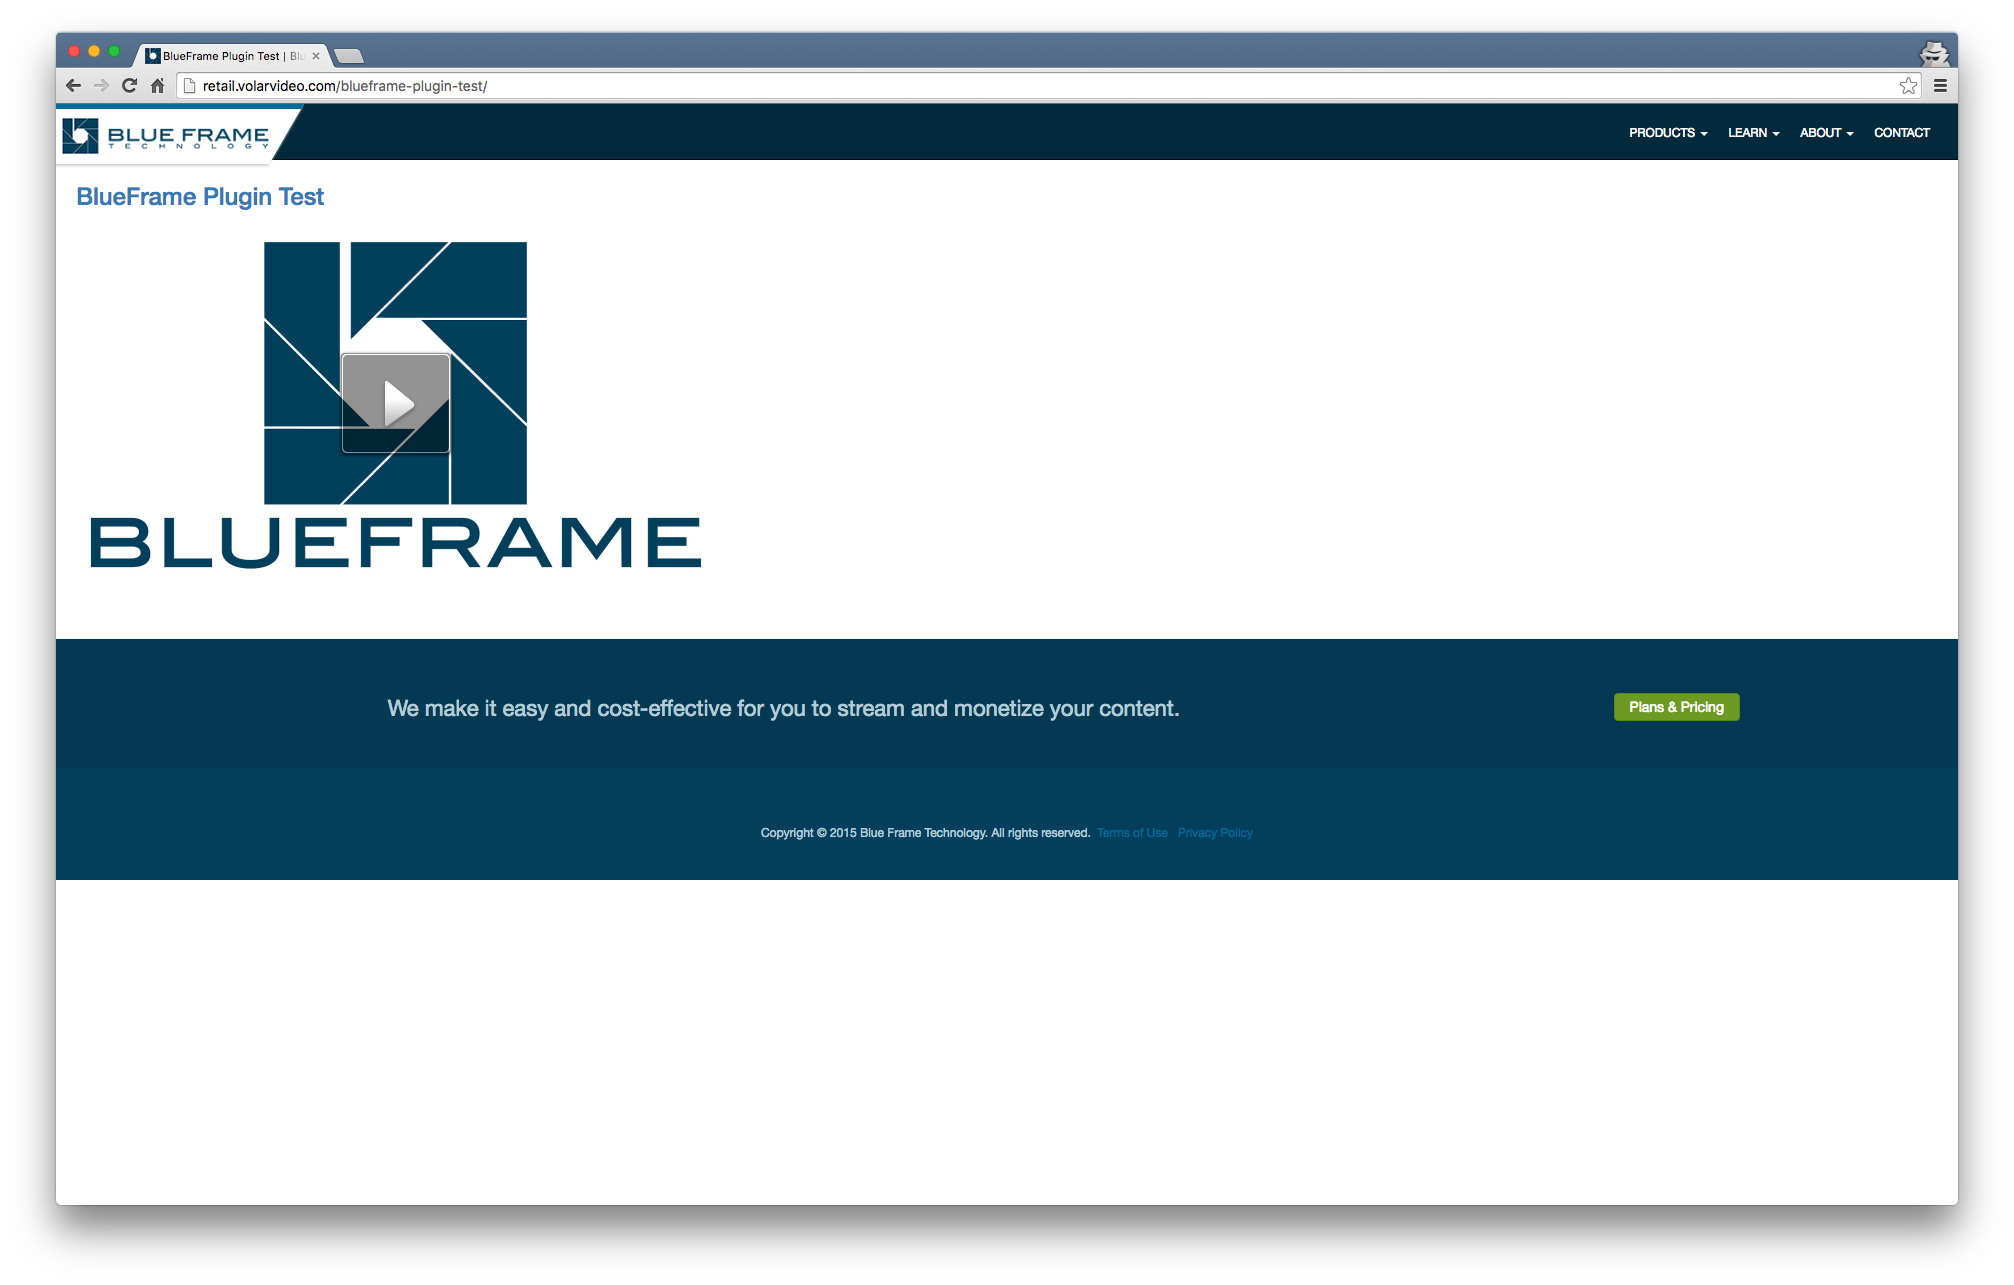 BlueFrame Plugin Test | Blu
retail.volarvideo.com/blueframe-plugin-test/
BLUE FRAME
TECHNOLOGY
PRODUCTS LEARN ABOUT CONTACT
BlueFrame Plugin Test
BLUEFRAME
We make it easy and cost-effective for you to stream and monetize your content.
Plans & Pricing
Copyright © 2015 Blue Frame Technology. All rights reserved. Terms of Use Privacy Policy